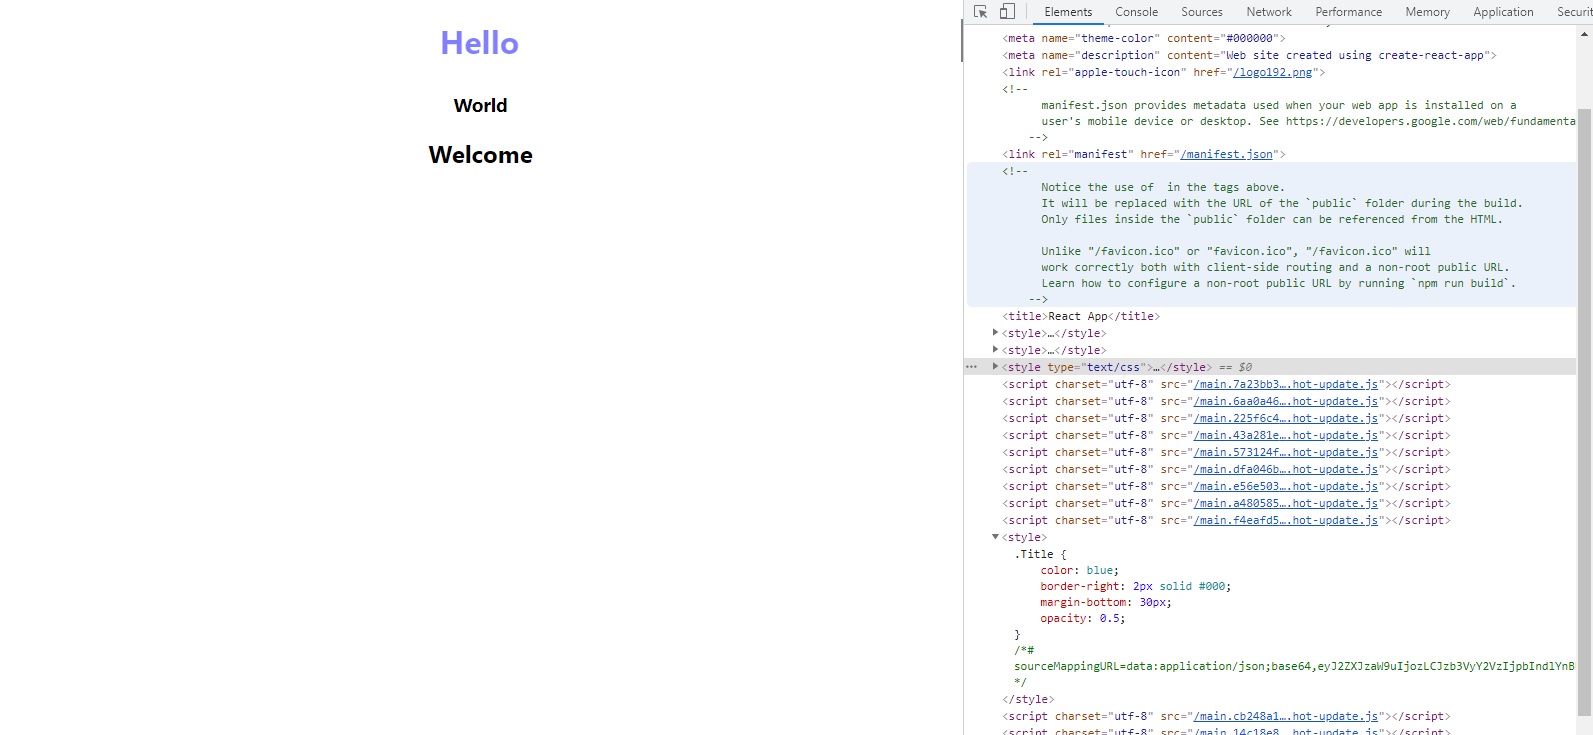 Hello
World
Welcome
Elements Console Sources Network Performance Memory Application Securit
<meta name="theme-color" content="#000000">
<meta name="description" content="Web site created using create-react-app">
<link rel="apple-touch-icon" href="/logo192.png">
<!--
manifest.json provides metadata used when your web app is installed on a
user's mobile device or desktop. See https://developers.google.com/web/fundamenta
-->
<link rel="manifest" href="/manifest.json">
<!--
Notice the use of  in the tags above.
It will be replaced with the URL of the `public` folder during the build.
Only files inside the `public` folder can be referenced from the HTML.
Unlike "/favicon.ico" or "favicon.ico", "/favicon.ico" will
work correctly both with client-side routing and a non-root public URL.
Learn how to configure a non-root public URL by running `npm run build`.
-->
<title>React App</title>
<style>…</style>
<style>…</style>
<style type="text/css">…</style> == $0
<script charset="utf-8" src="/main.7a23bb3….hot-update.js"></script>
<script charset="utf-8" src="/main.6aa0a46….hot-update.js"></script>
<script charset="utf-8" src="/main.225f6c4….hot-update.js"></script>
<script charset="utf-8" src="/main.43a281e….hot-update.js"></script>
<script charset="utf-8" src="/main.573124f….hot-update.js"></script>
<script charset="utf-8" src="/main.dfa046b….hot-update.js"></script>
<script charset="utf-8" src="/main.e56e503….hot-update.js"></script>
<script charset="utf-8" src="/main.a480585….hot-update.js"></script>
<script charset="utf-8" src="/main.f4eafd5….hot-update.js"></script>
<style>
.Title {
color: blue;
border-right: 2px solid #000;
margin-bottom: 30px;
opacity: 0.5;
}
/*#
sourceMappingURL=data:application/json;base64,eyJ2ZXJzaW9uIjozLCJzb3VyY2VzIjpbIndlYnB
*/
</style>
<script charset="utf-8" src="/main.cb248a1….hot-update.js"></script>
<script charset="utf-8" src="/main.14c18e8….hot-update.js"></script>